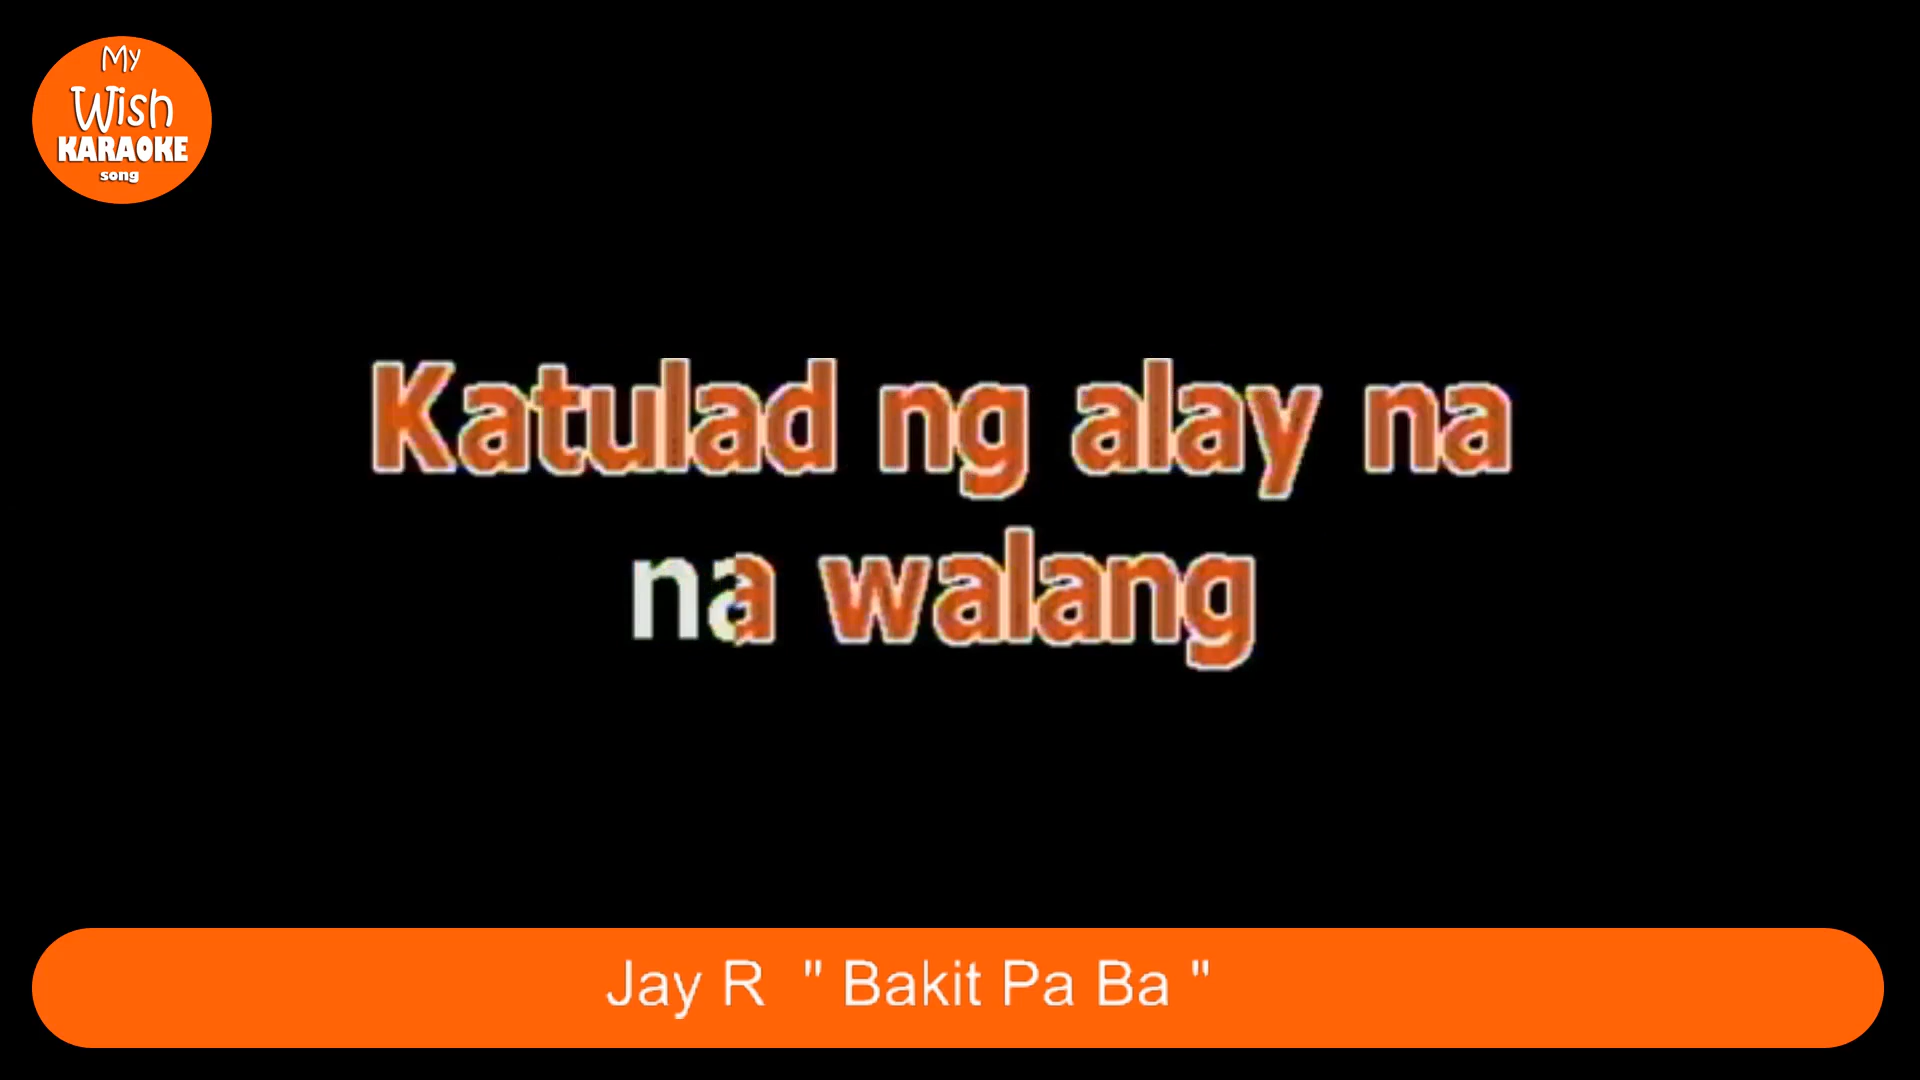 My
Wish
KARAOKE
song
Katulad ng alay na
na walang
Jay R " Bakit Pa Ba "